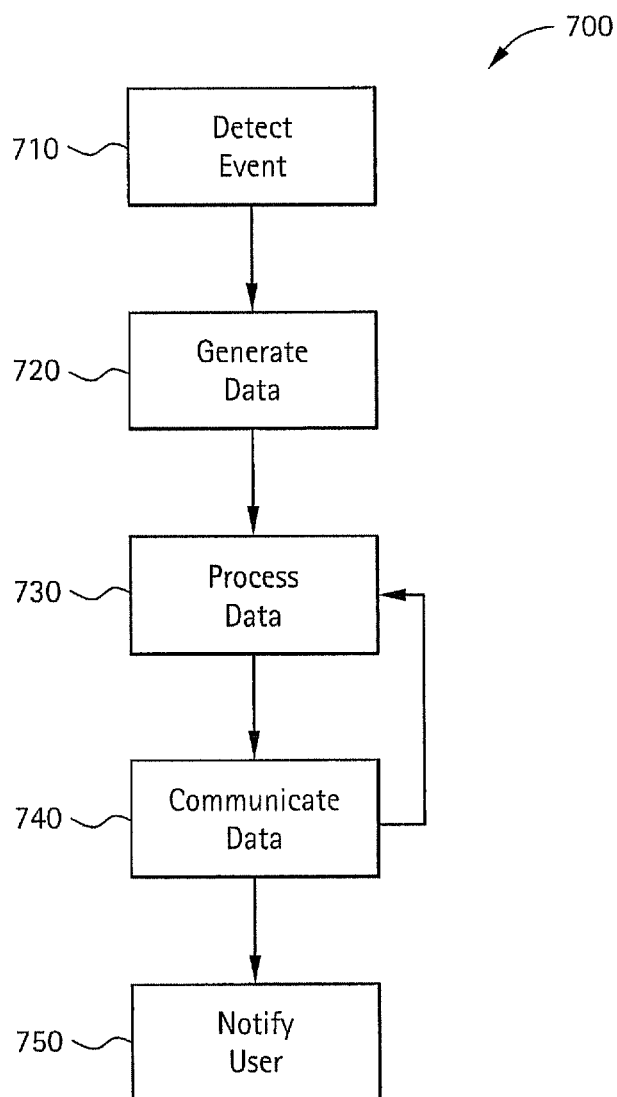 700
710
Detect
Event
720
Generate
Data
730
Process
Data
740
Communicate
Data
750
Notify
User